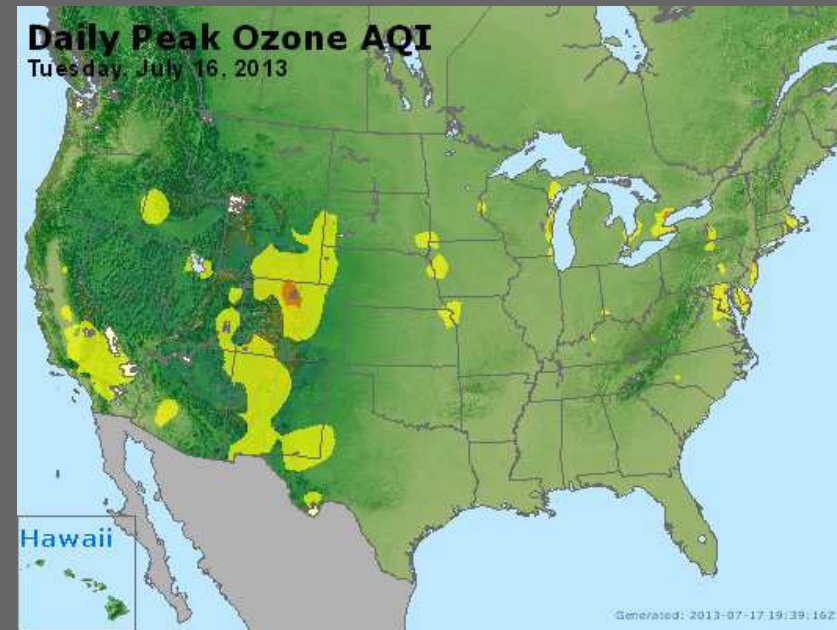 Daily Peak Ozone AQI
Tuesday, July 16, 2013
Hawaii
Generated: 2013-07-17 19:39:16Z